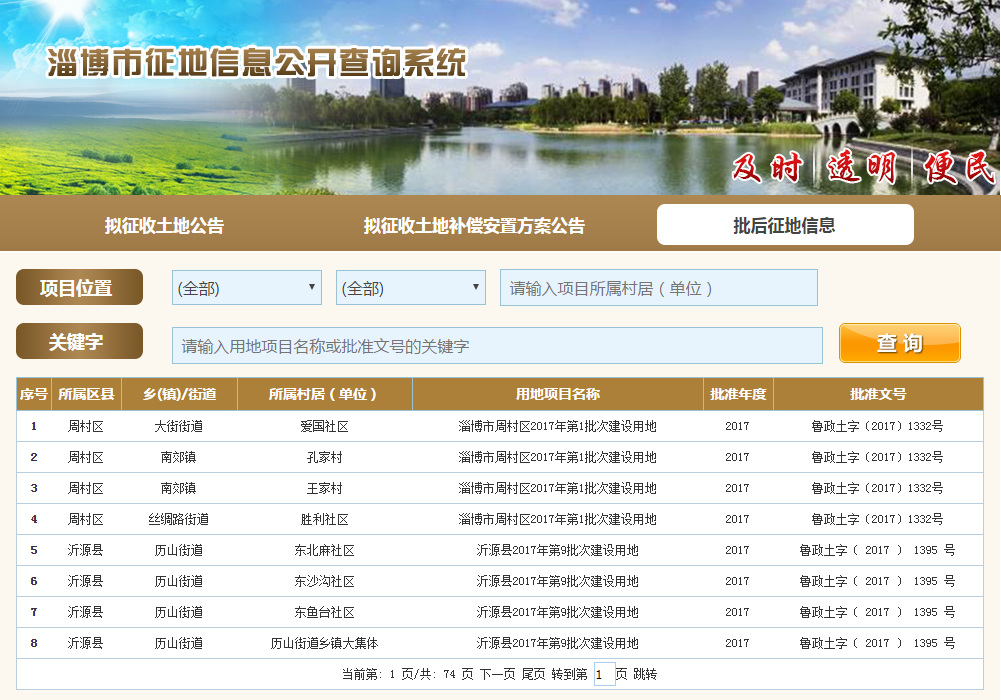 淄博市征地信息公开查询系统
及时 | 透明 | 便民
拟征收土地公告 拟征收土地补偿安置方案公告 批后征地信息
项目位置 (全部) (全部) 请输入项目所属村居（单位）
关键字 请输入用地项目名称或批准文号的关键字 查 询
序号 所属区县 乡(镇)/街道 所属村居（单位） 用地项目名称 批准年度 批准文号
1 周村区 大街街道 爱国社区 淄博市周村区2017年第1批次建设用地 2017 鲁政土字〔2017〕1332号
2 周村区 南郊镇 孔家村 淄博市周村区2017年第1批次建设用地 2017 鲁政土字〔2017〕1332号
3 周村区 南郊镇 王家村 淄博市周村区2017年第1批次建设用地 2017 鲁政土字〔2017〕1332号
4 周村区 丝绸路街道 胜利社区 淄博市周村区2017年第1批次建设用地 2017 鲁政土字〔2017〕1332号
5 沂源县 历山街道 东北麻社区 沂源县2017年第9批次建设用地 2017 鲁政土字（ 2017 ） 1395 号
6 沂源县 历山街道 东沙沟社区 沂源县2017年第9批次建设用地 2017 鲁政土字（ 2017 ） 1395 号
7 沂源县 历山街道 东鱼台社区 沂源县2017年第9批次建设用地 2017 鲁政土字（ 2017 ） 1395 号
8 沂源县 历山街道 历山街道乡镇大集体 沂源县2017年第9批次建设用地 2017 鲁政土字（ 2017 ） 1395 号
当前第: 1 页/共: 74 页 下一页 尾页 转到第 1 页 跳转